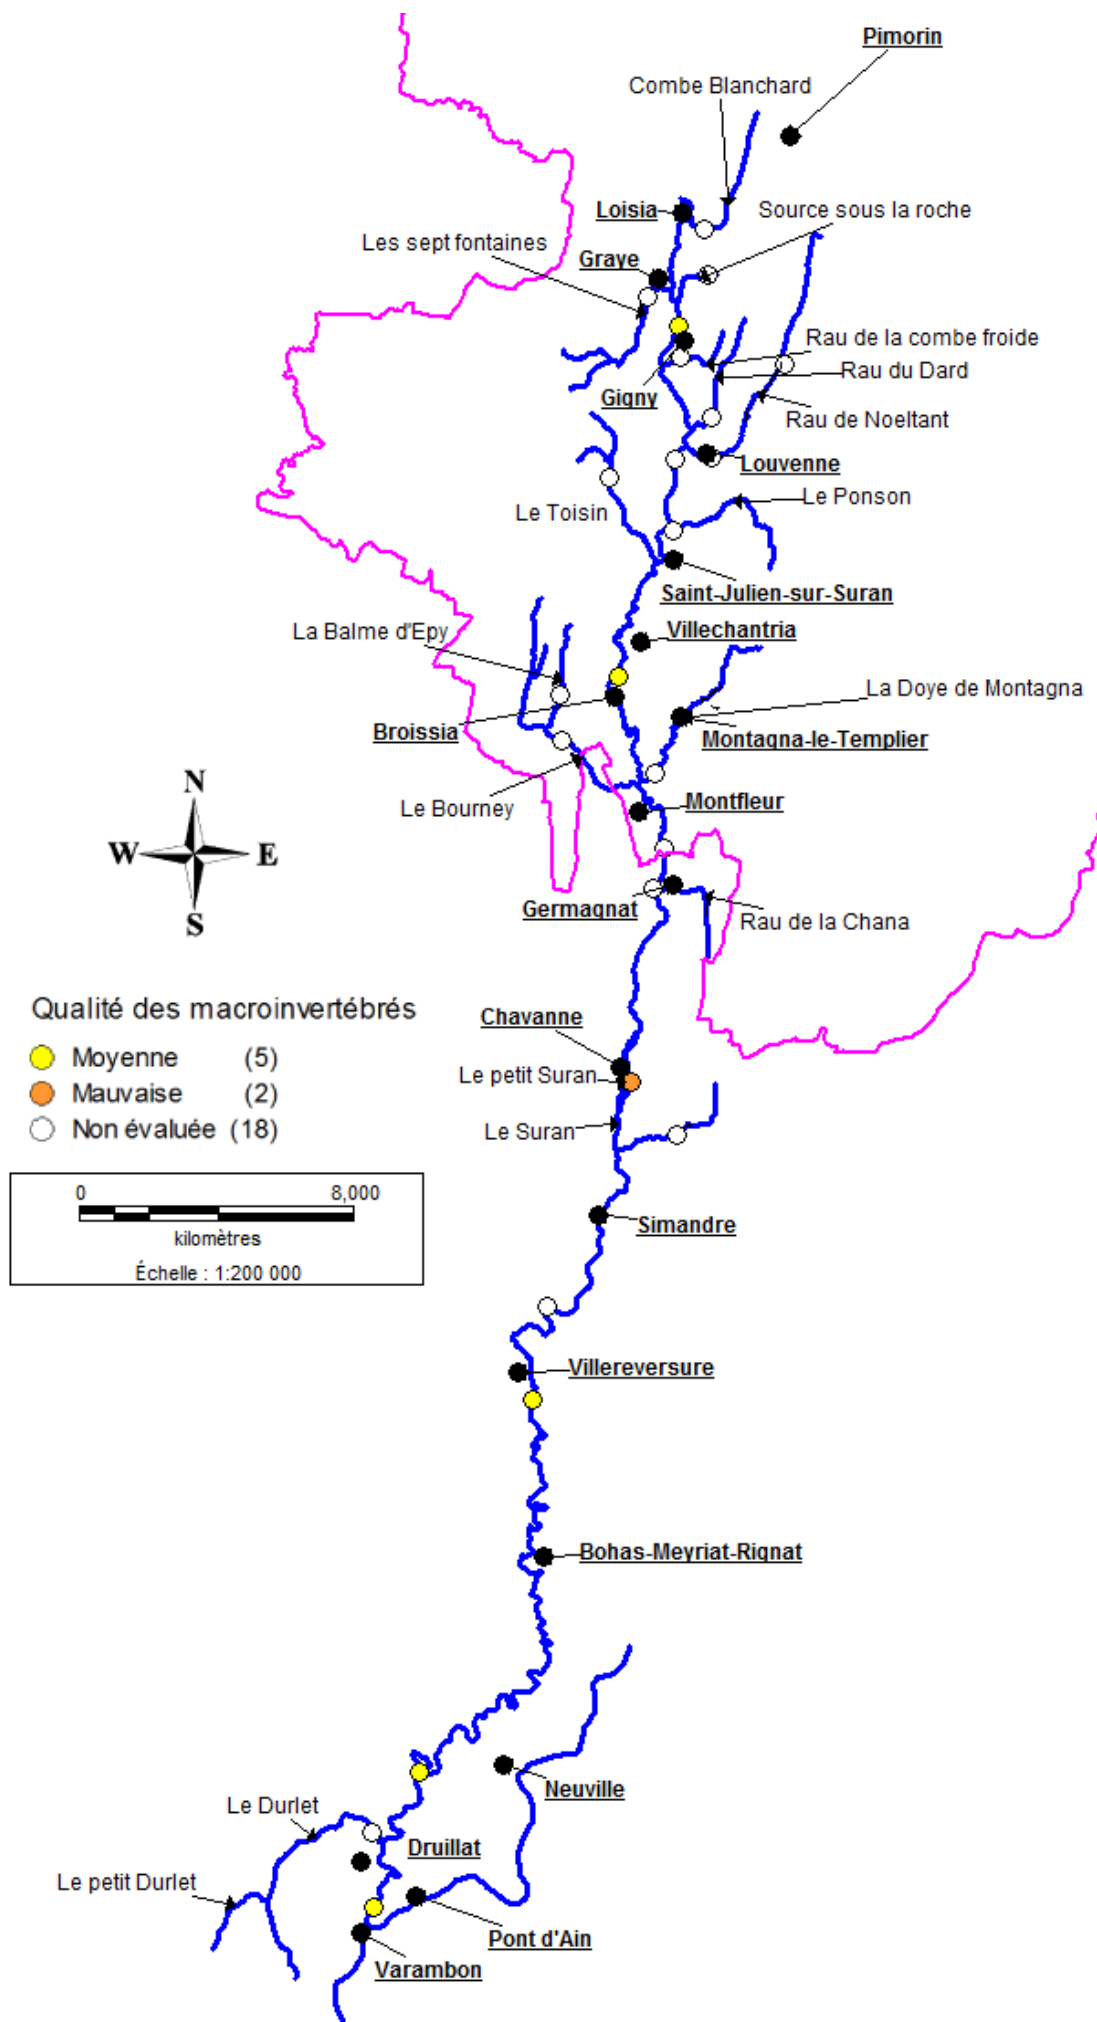 Pimorin
Combe Blanchard
Loisia
Source sous la roche
Les sept fontaines
Graye
Rau de la combe froide
Rau du Dard
Gigny
Rau de Noeltant
Louvenne
Le Ponson
Le Toisin
Saint-Julien-sur-Suran
La Balme d'Epy
Villechantria
La Doye de Montagna
Broissia
Montagna-le-Templier
Le Bourney
Montfleur
N
W
E
S
Germagnat
Rau de la Chana
Qualité des macroinvertébrés
Moyenne (5)
Mauvaise (2)
Non évaluée (18)
Chavanne
Le petit Suran
Le Suran
0 8,000
kilomètres
Échelle : 1:200 000
Simandre
Villereversure
Bohas-Meyriat-Rignat
Neuville
Le Durlet
Druillat
Le petit Durlet
Pont d'Ain
Varambon